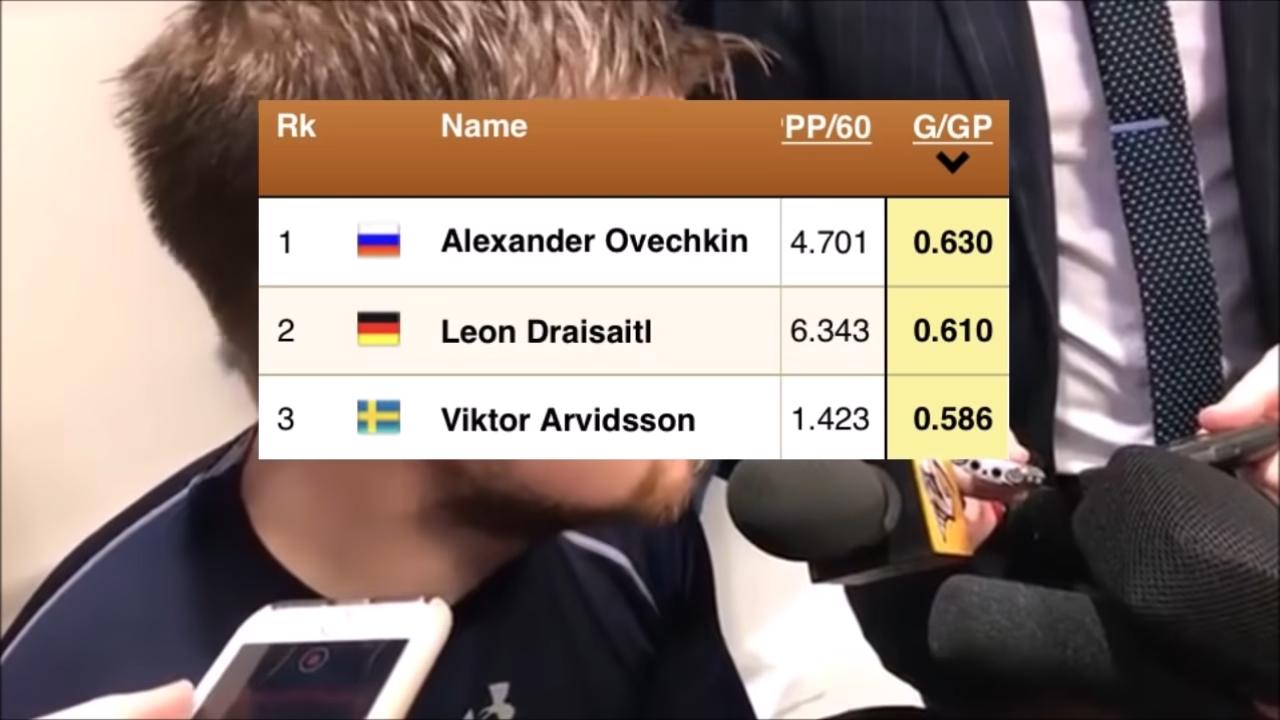 Rk Name PP/60 G/GP
1 Alexander Ovechkin 4.701 0.630
2 Leon Draisaitl 6.343 0.610
3 Viktor Arvidsson 1.423 0.586